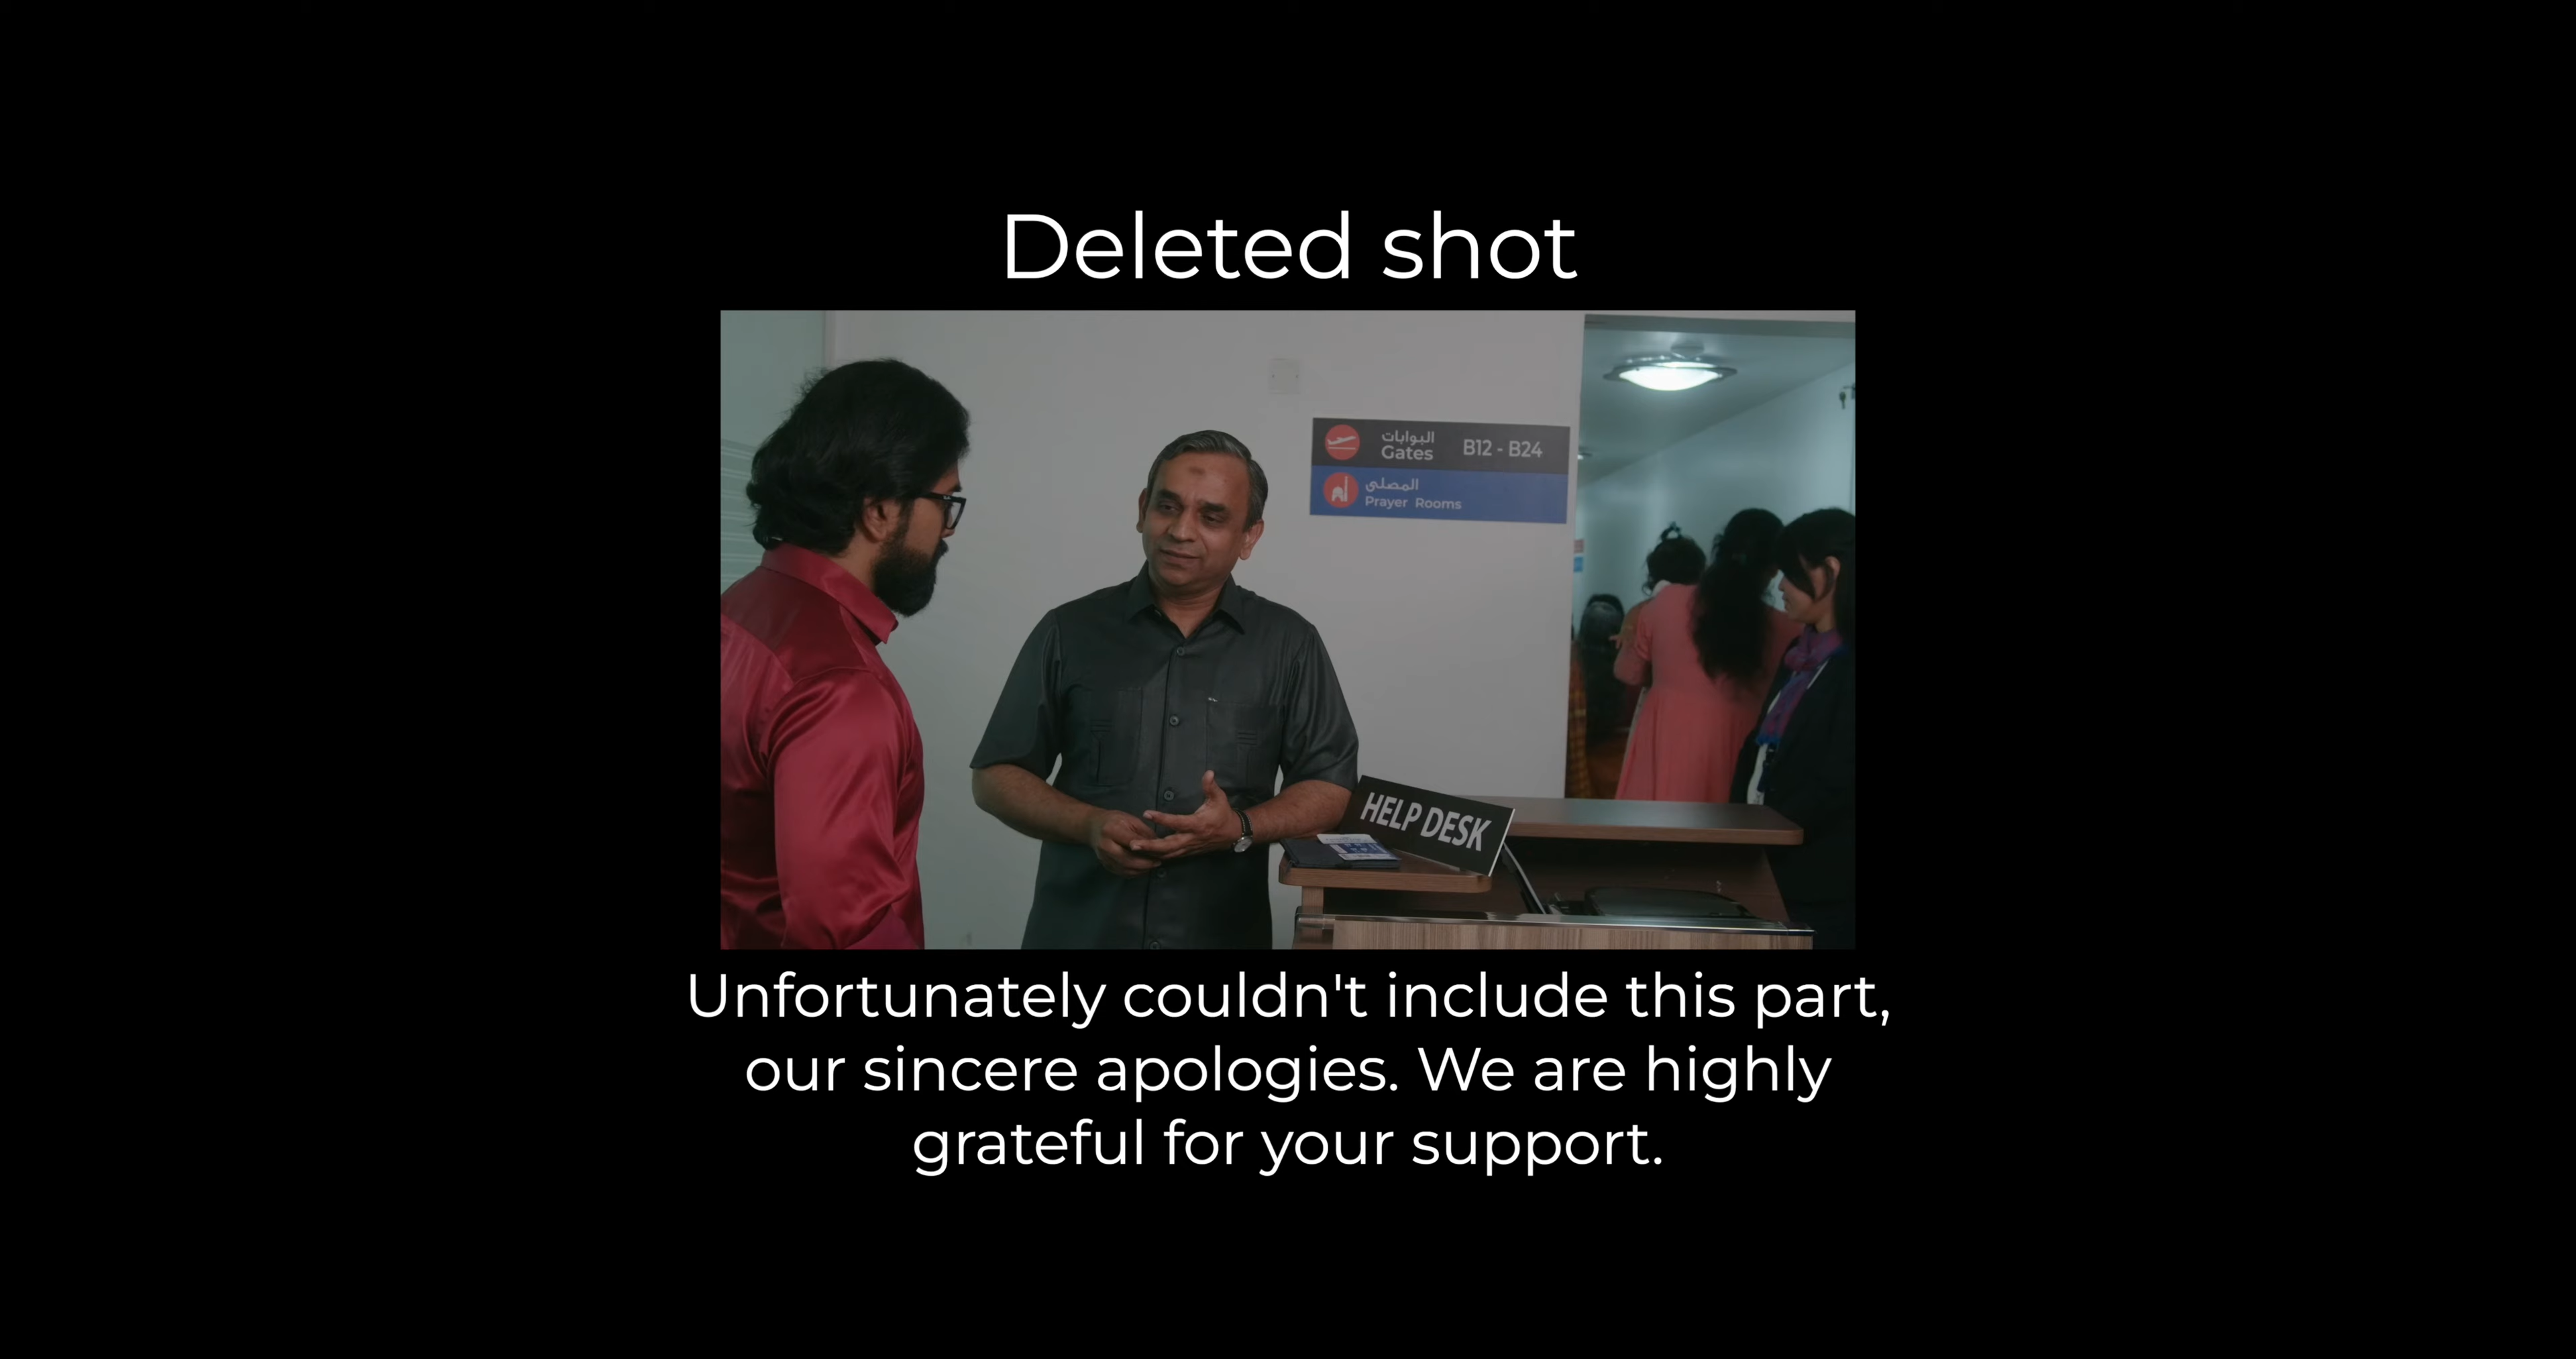 Deleted shot
البوابات
Gates B12 - B24
المصلى
Prayer Rooms
HELP DESK
Unfortunately couldn't include this part,
our sincere apologies. We are highly
grateful for your support.